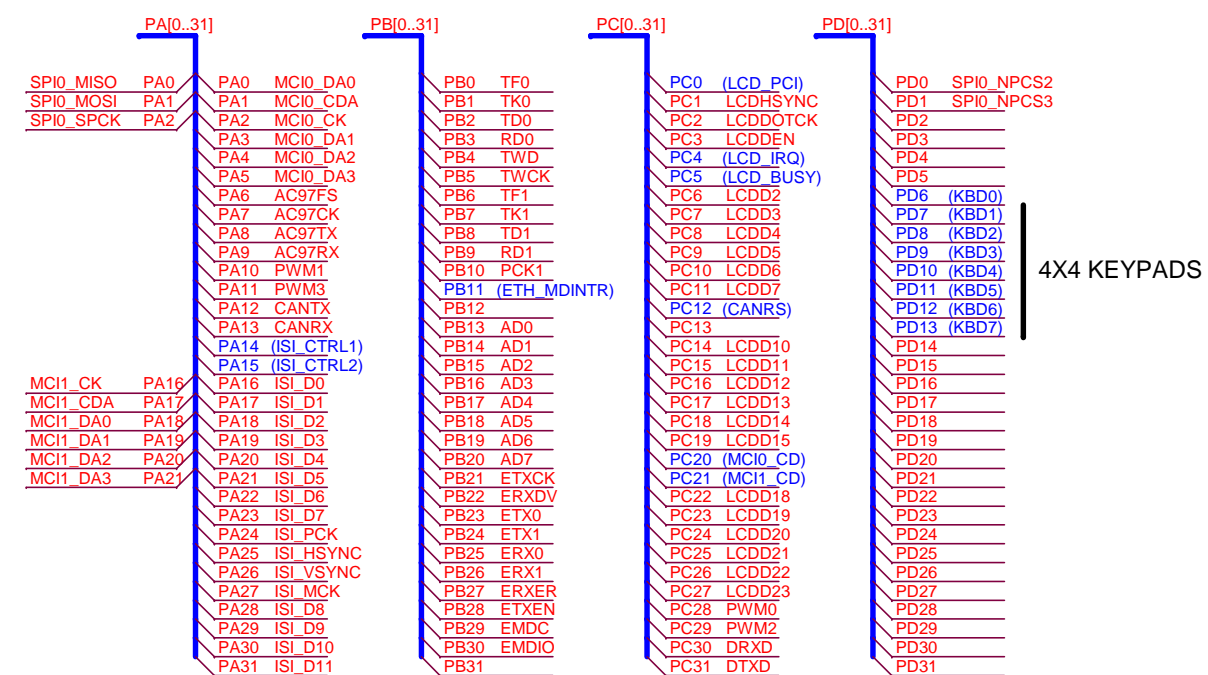 PA[0..31] PB[0..31] PC[0..31] PD[0..31]
SPI0_MISO PA0 PA0 MCI0_DA0 PB0 TF0 PC0 (LCD_PCI) PD0 SPI0_NPCS2
SPI0_MOSI PA1 PA1 MCI0_CDA PB1 TK0 PC1 LCDHSYNC PD1 SPI0_NPCS3
SPI0_SPCK PA2 PA2 MCI0_CK PB2 TD0 PC2 LCDDOTCK PD2
PA3 MCI0_DA1 PB3 RD0 PC3 LCDDEN PD3
PA4 MCI0_DA2 PB4 TWD PC4 (LCD_IRQ) PD4
PA5 MCI0_DA3 PB5 TWCK PC5 (LCD_BUSY) PD5
PA6 AC97FS PB6 TF1 PC6 LCDD2 PD6 (KBD0)
PA7 AC97CK PB7 TK1 PC7 LCDD3 PD7 (KBD1)
PA8 AC97TX PB8 TD1 PC8 LCDD4 PD8 (KBD2)
PA9 AC97RX PB9 RD1 PC9 LCDD5 PD9 (KBD3)
PA10 PWM1 PB10 PCK1 PC10 LCDD6 PD10 (KBD4) 4X4 KEYPADS
PA11 PWM3 PB11 (ETH_MDINTR) PC11 LCDD7 PD11 (KBD5)
PA12 CANTX PB12 PC12 (CANRS) PD12 (KBD6)
PA13 CANRX PB13 AD0 PC13 PD13 (KBD7)
PA14 (ISI_CTRL1) PB14 AD1 PC14 LCDD10 PD14
PA15 (ISI_CTRL2) PB15 AD2 PC15 LCDD11 PD15
MCI1_CK PA16 PA16 ISI_D0 PB16 AD3 PC16 LCDD12 PD16
MCI1_CDA PA17 PA17 ISI_D1 PB17 AD4 PC17 LCDD13 PD17
MCI1_DA0 PA18 PA18 ISI_D2 PB18 AD5 PC18 LCDD14 PD18
MCI1_DA1 PA19 PA19 ISI_D3 PB19 AD6 PC19 LCDD15 PD19
MCI1_DA2 PA20 PA20 ISI_D4 PB20 AD7 PC20 (MCI0_CD) PD20
MCI1_DA3 PA21 PA21 ISI_D5 PB21 ETXCK PC21 (MCI1_CD) PD21
PA22 ISI_D6 PB22 ERXDV PC22 LCDD18 PD22
PA23 ISI_D7 PB23 ETX0 PC23 LCDD19 PD23
PA24 ISI_PCK PB24 ETX1 PC24 LCDD20 PD24
PA25 ISI_HSYNC PB25 ERX0 PC25 LCDD21 PD25
PA26 ISI_VSYNC PB26 ERX1 PC26 LCDD22 PD26
PA27 ISI_MCK PB27 ERXER PC27 LCDD23 PD27
PA28 ISI_D8 PB28 ETXEN PC28 PWM0 PD28
PA29 ISI_D9 PB29 EMDC PC29 PWM2 PD29
PA30 ISI_D10 PB30 EMDIO PC30 DRXD PD30
PA31 ISI_D11 PB31 PC31 DTXD PD31